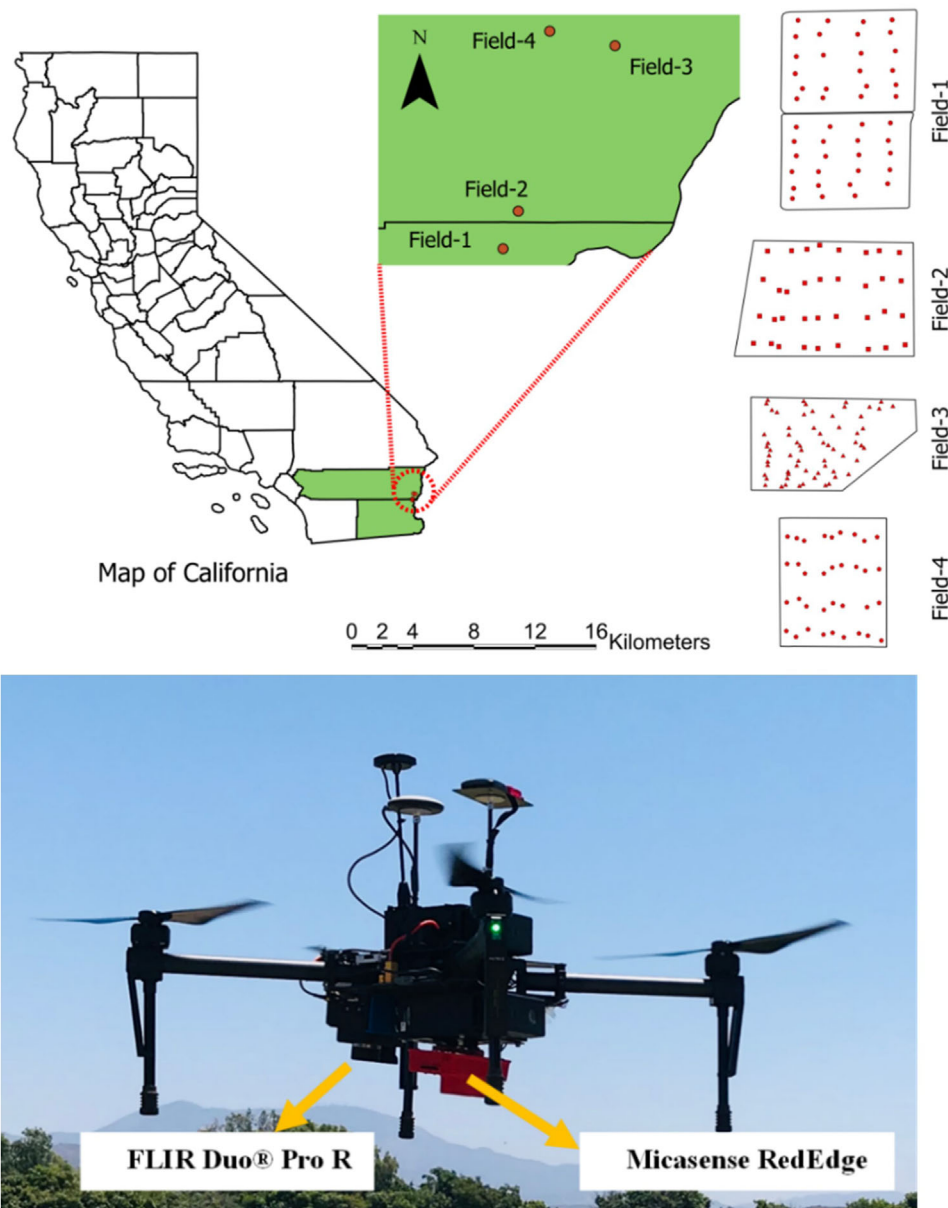 N
Field-4
Field-3
Field-2
Field-1
Field-1
Field-2
Field-3
Field-4
Map of California
0 2 4 8 12 16 Kilometers
FLIR Duo® Pro R
Micasense RedEdge